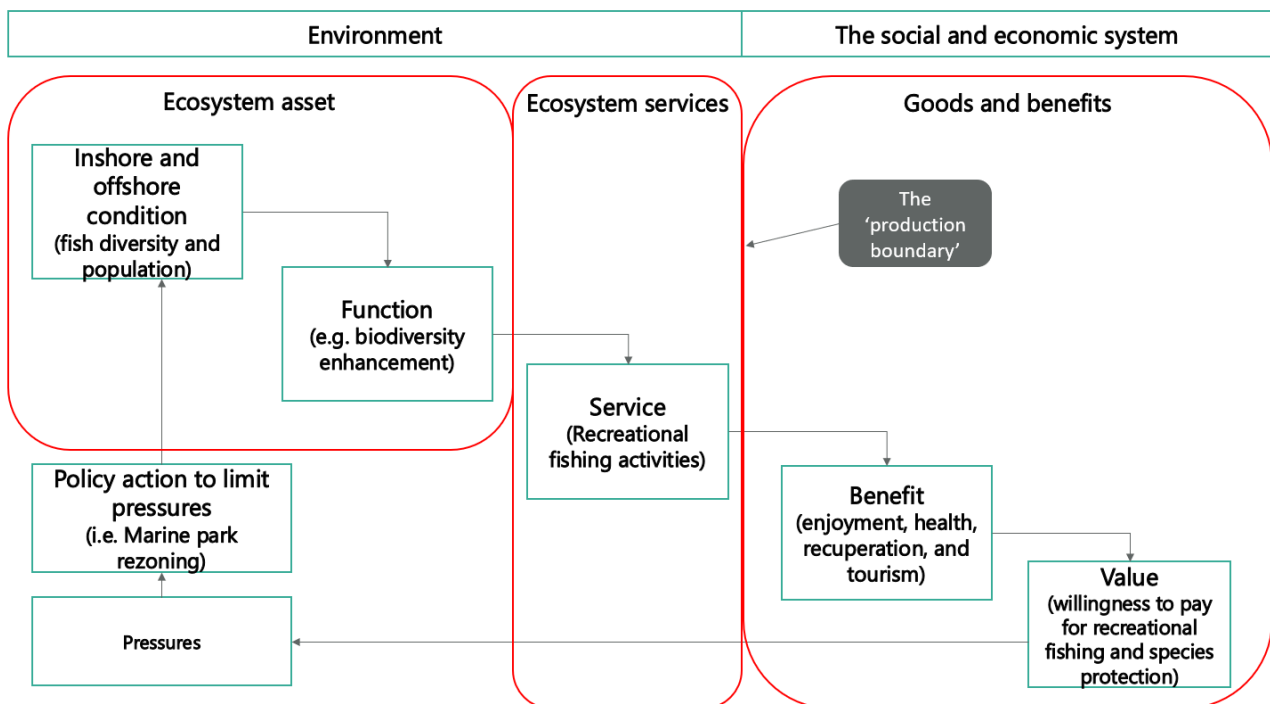 Environment
The social and economic system
Ecosystem asset
Ecosystem services
Goods and benefits
Inshore and
offshore
condition
(fish diversity and
population)
The
‘production
boundary’
Function
(e.g. biodiversity
enhancement)
Service
(Recreational
fishing activities)
Policy action to limit
pressures
(i.e. Marine park
rezoning)
Benefit
(enjoyment, health,
recuperation, and
tourism)
Value
(willingness to pay
for recreational
fishing and species
protection)
Pressures